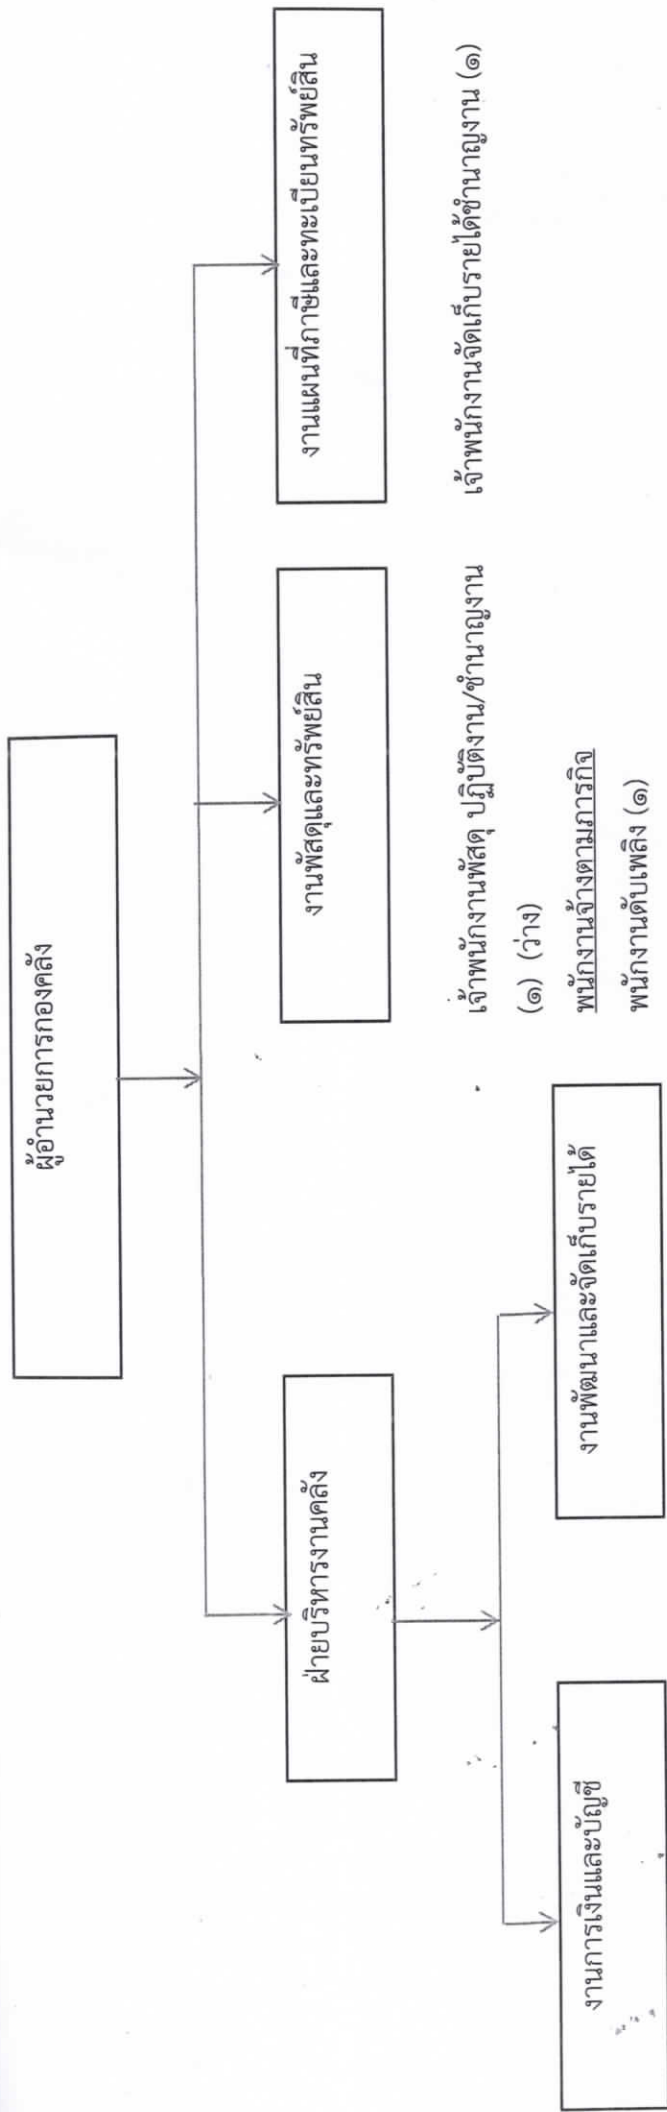 ผู้อำนวยการกองคลัง
ฝ่ายบริหารงานคลัง
งานพัสดุและทรัพย์สิน
งานแผนที่ภาษีและทะเบียนทรัพย์สิน
เจ้าพนักงานพัสดุ ปฏิบัติงาน/ชำนาญงาน
(๑) (ว่าง)
พนักงานจ้างตามภารกิจ
พนักงานดับเพลิง (๑)
เจ้าพนักงานจัดเก็บรายได้ชำนาญงาน (๑)
งานการเงินและบัญชี
งานพัฒนาและจัดเก็บรายได้